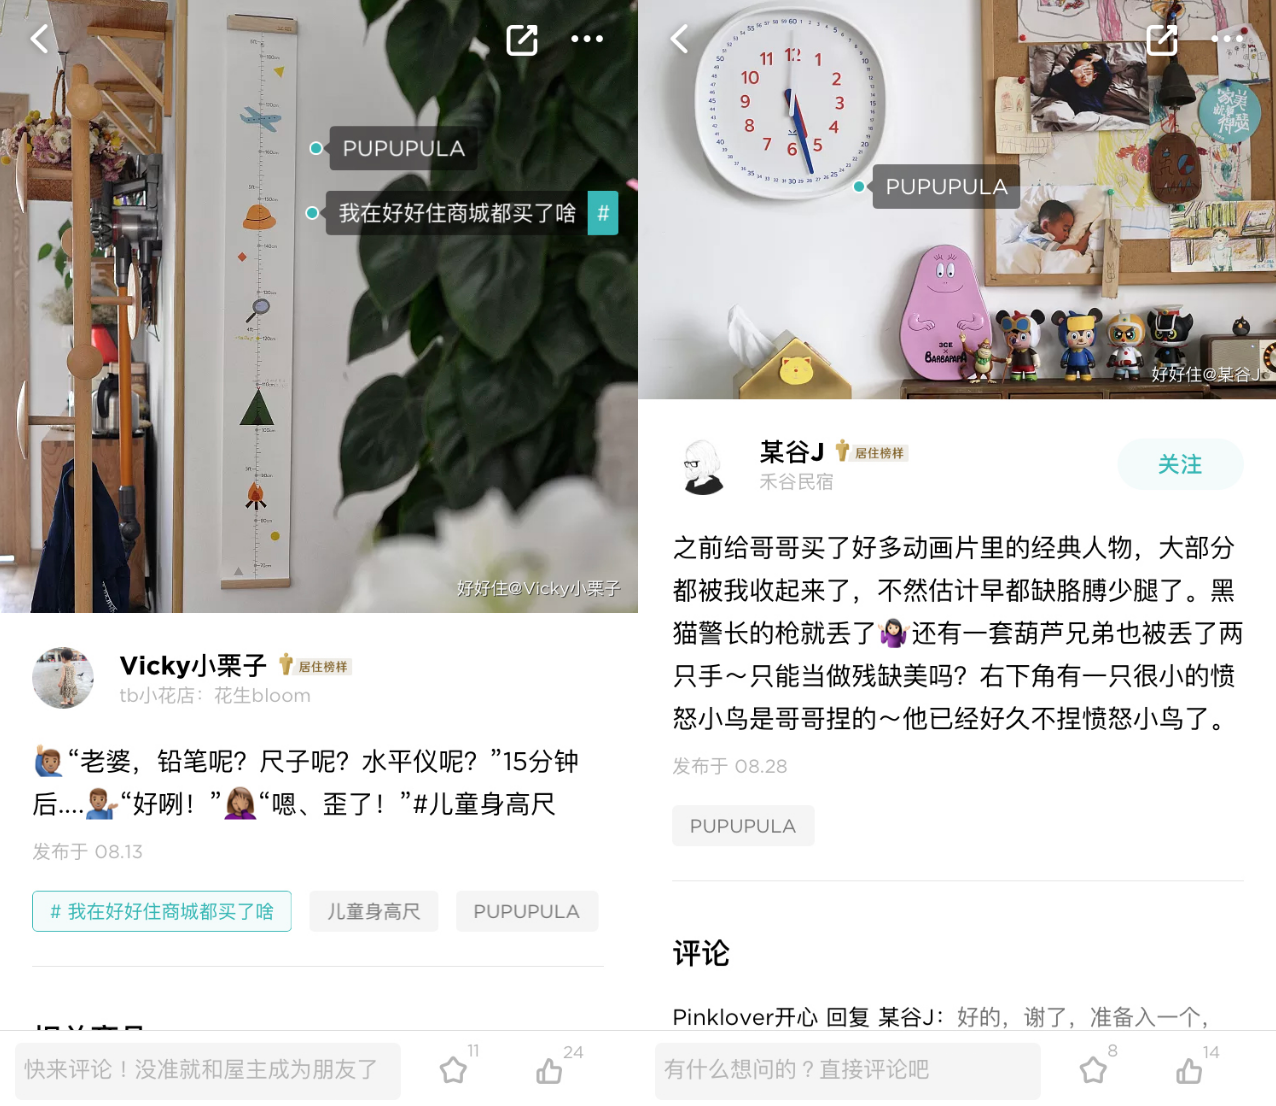 PUPUPULA
我在好好住商城都买了啥 #
好好住@Vicky小栗子
Vicky小栗子 居住榜样
tb小花店：花生bloom
🙋🏽‍♂️“老婆，铅笔呢？尺子呢？水平仪呢？”15分钟
后....💁🏽‍♂️“好咧！”🤦🏽‍♀️“嗯、歪了！”#儿童身高尺
发布于 08.13
# 我在好好住商城都买了啥 儿童身高尺 PUPUPULA
快来评论！没准就和屋主成为朋友了 11 24
60
11 12 1
10 2
9 3
8 4
7 6 5
PUPUPULA
3CE
×
BARBAPAPA
好好住@某谷J
某谷J 居住榜样
禾谷民宿
关注
之前给哥哥买了好多动画片里的经典人物，大部分
都被我收起来了，不然估计早都缺胳膊少腿了。黑
猫警长的枪就丢了🤷🏻‍♀️还有一套葫芦兄弟也被丢了两
只手～只能当做残缺美吗？右下角有一只很小的愤
怒小鸟是哥哥捏的～他已经好久不捏愤怒小鸟了。
发布于 08.28
PUPUPULA
评论
Pinklover开心 回复 某谷J：好的，谢了，准备入一个，
有什么想问的？直接评论吧 8 14